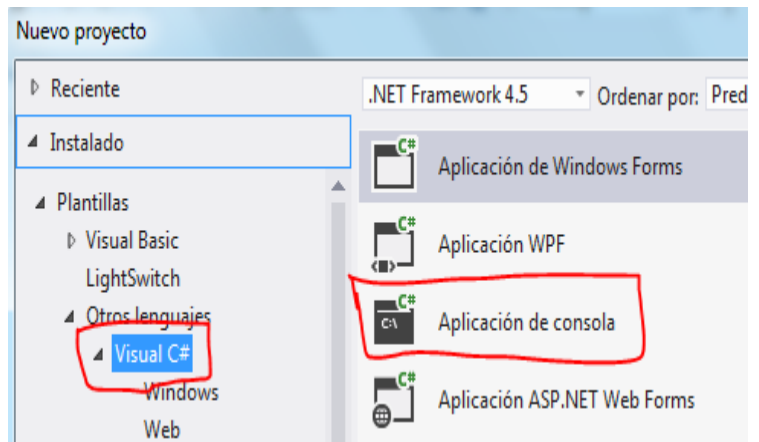 Nuevo proyecto
Reciente
Instalado
Plantillas
Visual Basic
LightSwitch
Otros lenguajes
Visual C#
Windows
Web
.NET Framework 4.5 Ordenar por: Pred
C# Aplicación de Windows Forms
C# Aplicación WPF
C# C:\ Aplicación de consola
C# Aplicación ASP.NET Web Forms